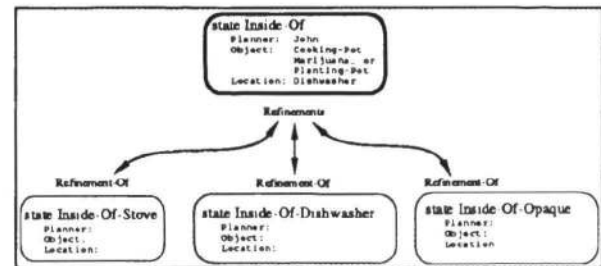 state Inside-Of
Planner: John
Object: Cooking-Pot
Marijuana, or
Planting-Pot
Location: Dishwasher
Refinements
Refinement-Of Refinement-Of Refinement-Of
state Inside-Of-Stove
Planner:
Object.
Location:
state Inside-Of-Dishwasher
Planner:
Object:
Location:
state Inside-Of-Opaque
Planner:
Object:
Location